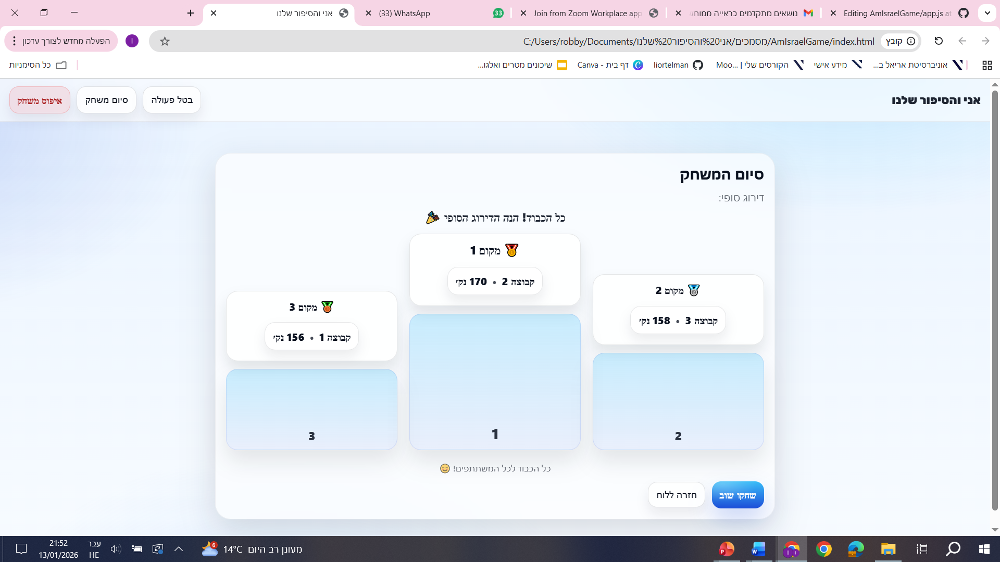 Editing AmIsraelGame/app.js at
נושאים מתקדמים בראייה ממוחש
Join from Zoom Workplace app
33
(33) WhatsApp
אני והסיפור שלנו
קובץ
C:/Users/robby/Documents/מסמכים/אני%20והסיפור%20שלנו/AmIsraelGame/index.html
I
הפעלה מחדש לצורך עדכון
אוניברסיטת אריאל ב...
מידע אישי
הקורסים שלי | Moo...
liortelman
דף בית - Canva
שיכונים מטרים ואלגו...
כל הסימניות
אני והסיפור שלנו
בטל פעולה
סיום משחק
איפוס משחק
סיום המשחק
דירוג סופי:
כל הכבוד! הנה הדירוג הסופי 🎉
🥇 מקום 1
קבוצה 2 • 170 נק׳
🥈 מקום 2
קבוצה 3 • 158 נק׳
🥉 מקום 3
קבוצה 1 • 156 נק׳
2
1
3
כל הכבוד לכל המשתתפים! 😊
שחקו שוב
חזרה ללוח
6
14°C מעונן רב היום
עבר
HE
21:52
13/01/2026